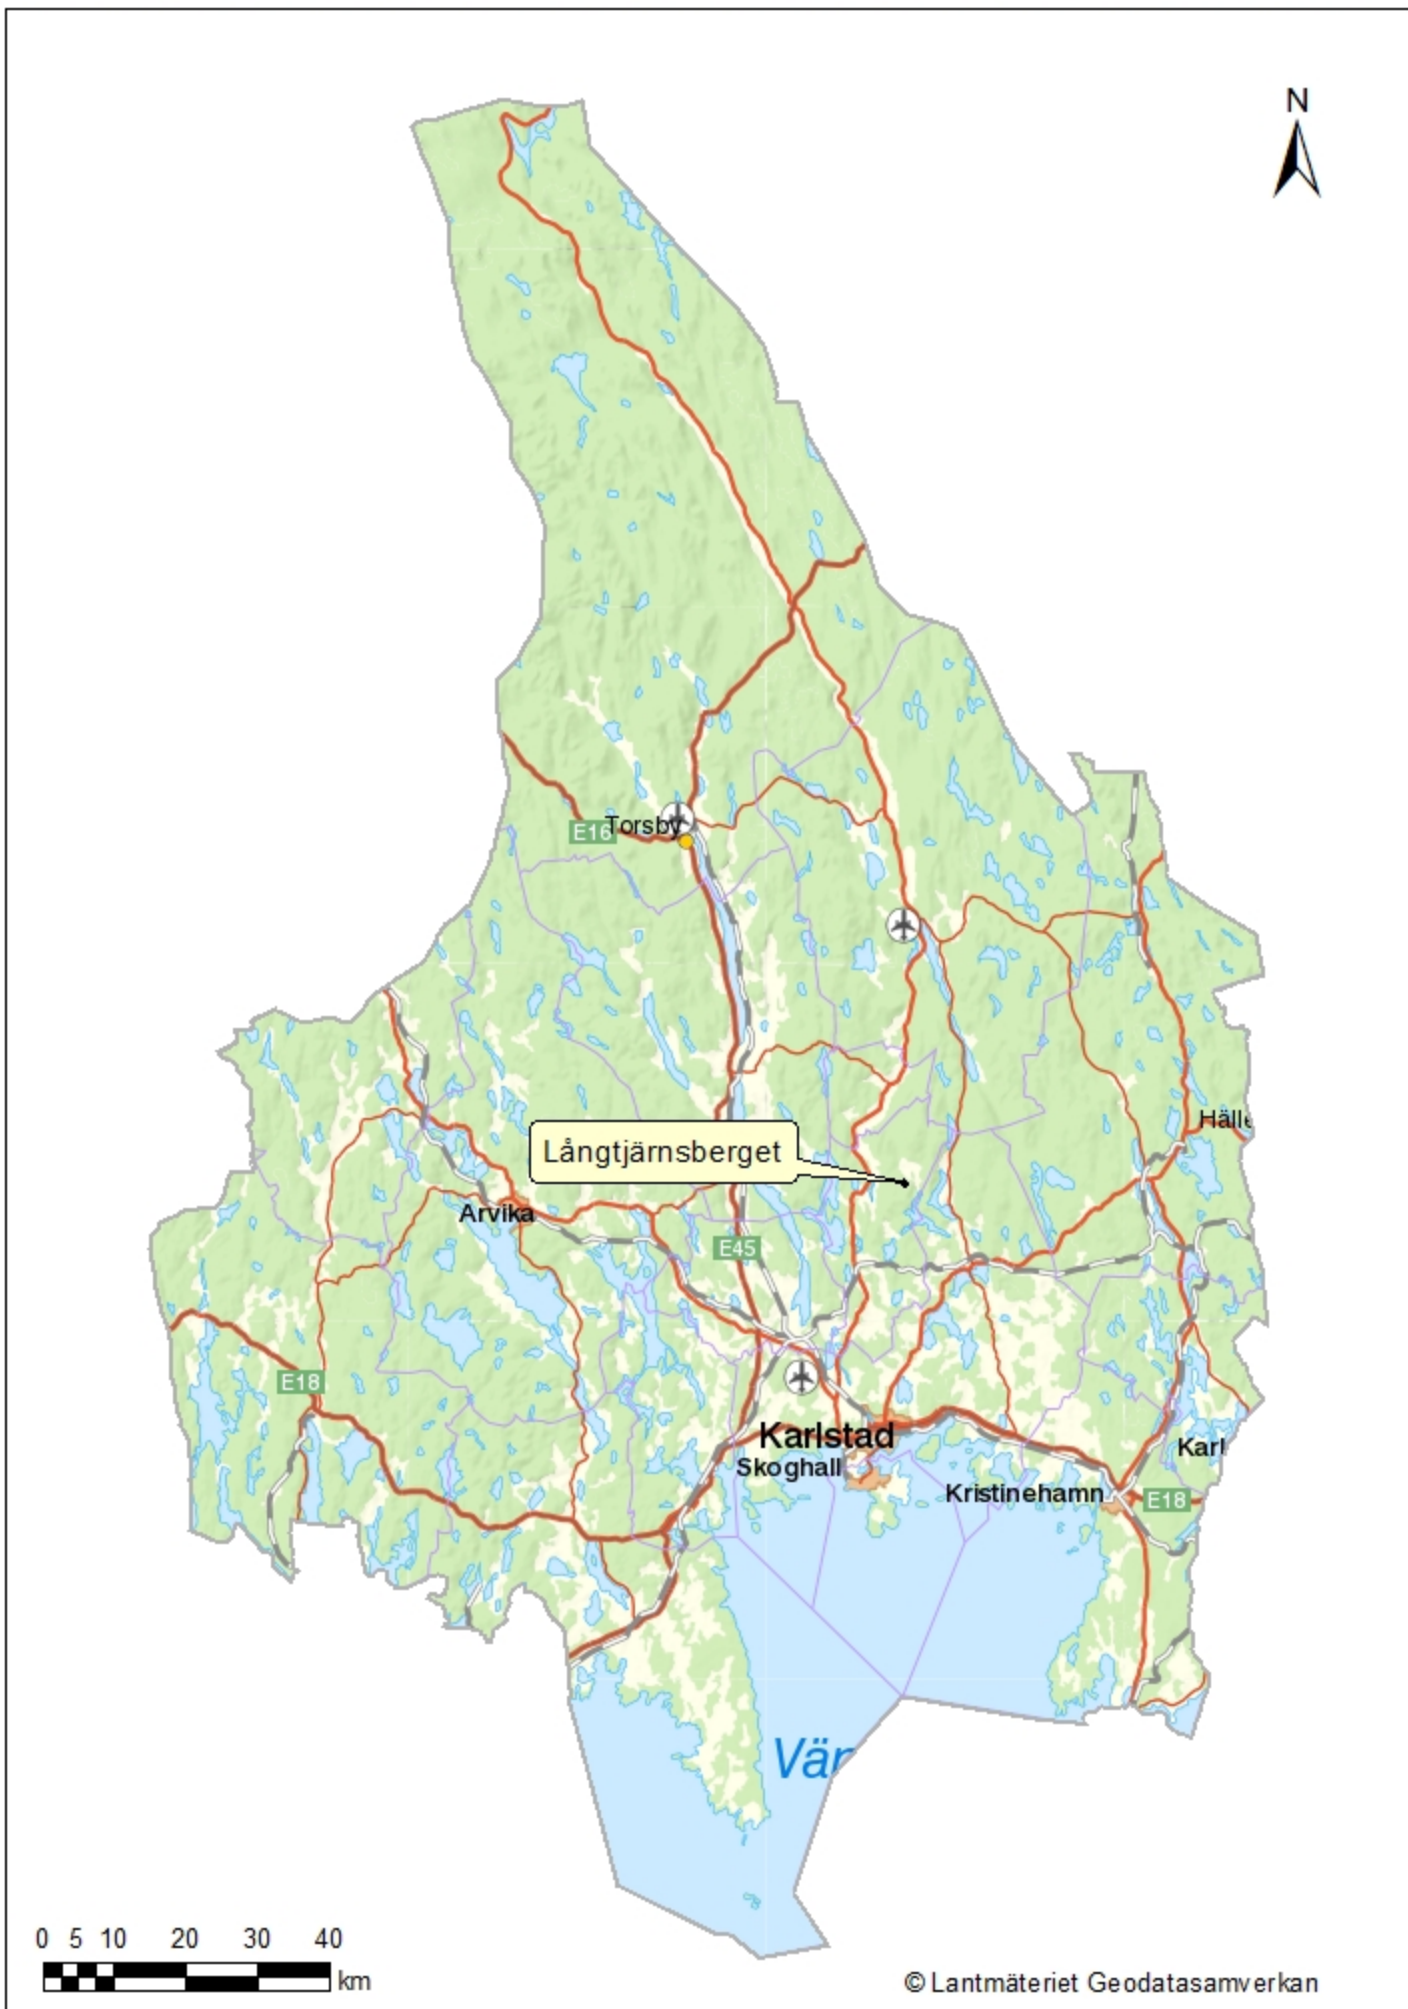 N
E16
Torsby
Hälle
Långtjärnsberget
Arvika
E45
E18
Karlstad
Karl
Skoghall
Kristinehamn
E18
Vän
0 5 10 20 30 40
km
© Lantmäteriet Geodatasamverkan